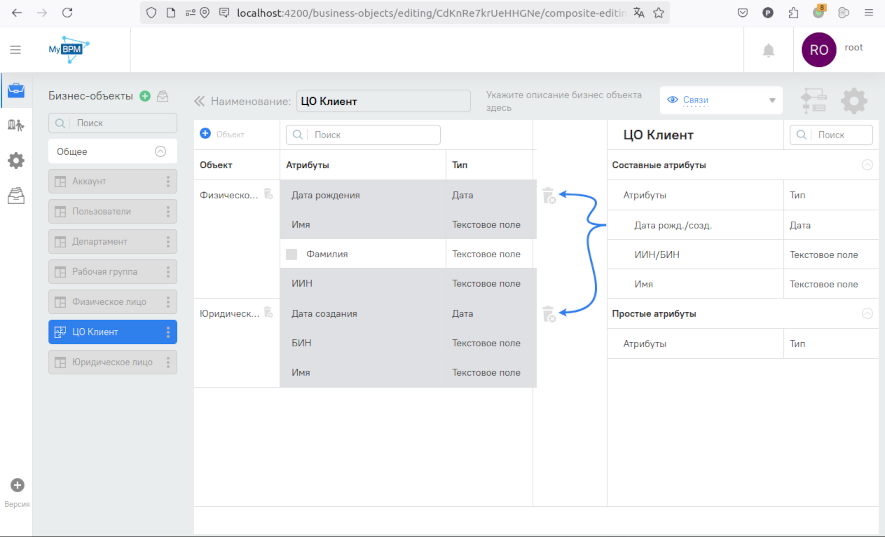 localhost:4200/business-objects/editing/CdKnRe7krUeHHGNe/composite-editin
8
MyBPM
RO
root
Бизнес-объекты
Поиск
Общее
Аккаунт
Пользователи
Департамент
Рабочая группа
Физическое лицо
ЦО Клиент
Юридическое лицо
Версия
Наименование:
ЦО Клиент
Укажите описание бизнес объекта
здесь
Связи
Объект
Поиск
Объект Атрибуты Тип
Физическо... Дата рождения Дата
Имя Текстовое поле
Фамилия Текстовое поле
ИИН Текстовое поле
Юридическ... Дата создания Дата
БИН Текстовое поле
Имя Текстовое поле
ЦО Клиент
Поиск
Составные атрибуты
Атрибуты Тип
Дата рожд./созд. Дата
ИИН/БИН Текстовое поле
Имя Текстовое поле
Простые атрибуты
Атрибуты Тип